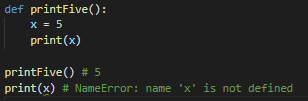 def printFive():
    x = 5
    print(x)

printFive() # 5
print(x) # NameError: name 'x' is not defined